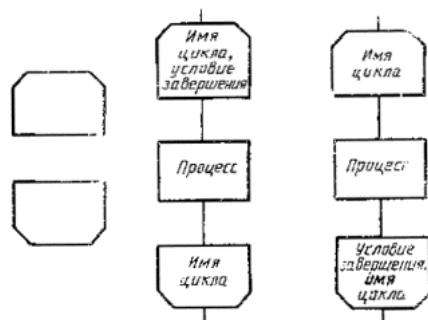 Имя
цикла,
условие
завершения
Процесс
Имя
цикла
Имя
цикла
Процесс
Условие
завершения,
имя
цикла